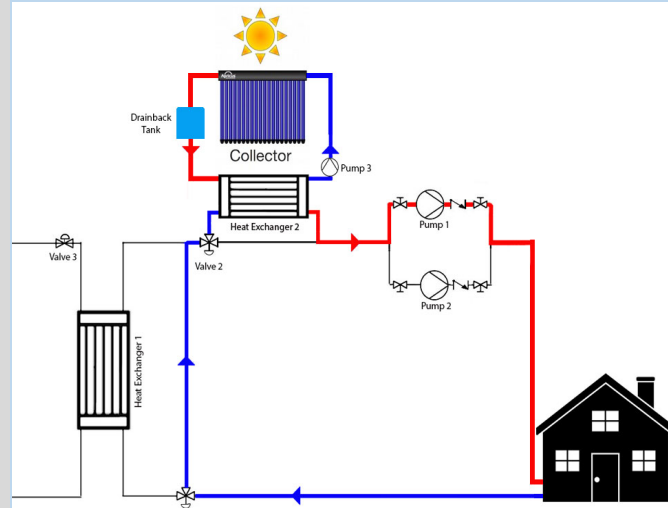 Drainback
Tank
Collector
Pump 3
Heat Exchanger 2
Pump 1
Valve 3
Valve 2
Pump 2
Heat Exchanger 1